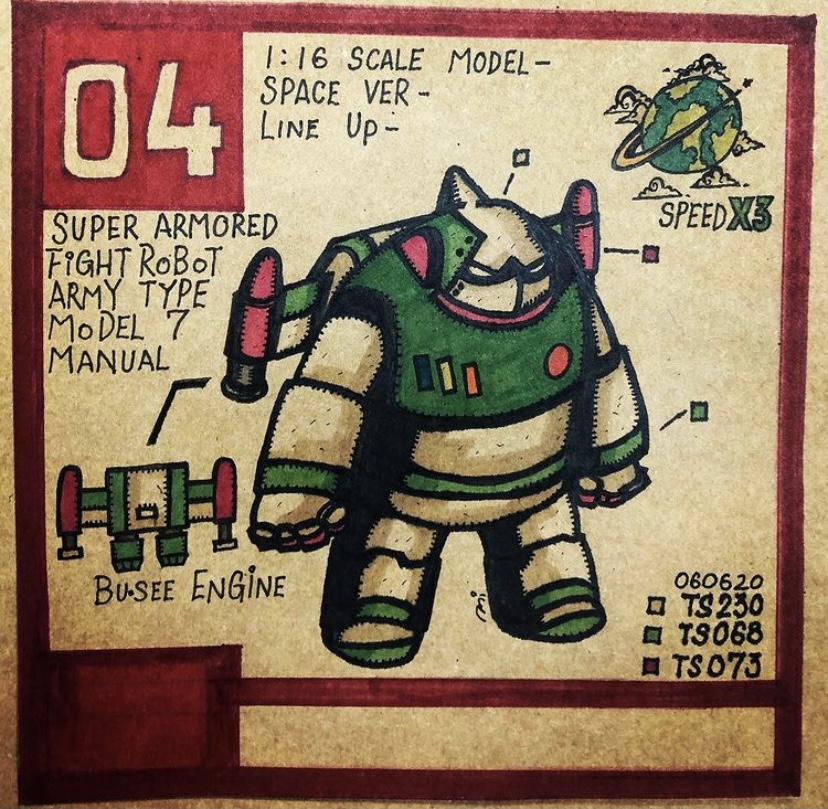 04
1:16 SCALE MODEL-
SPACE VER-
LINE UP-
SPEED X3
SUPER ARMORED
FIGHT ROBOT
ARMY TYPE
MODEL 7
MANUAL
BU-SEE ENGINE
060620
TS230
TS068
TS073